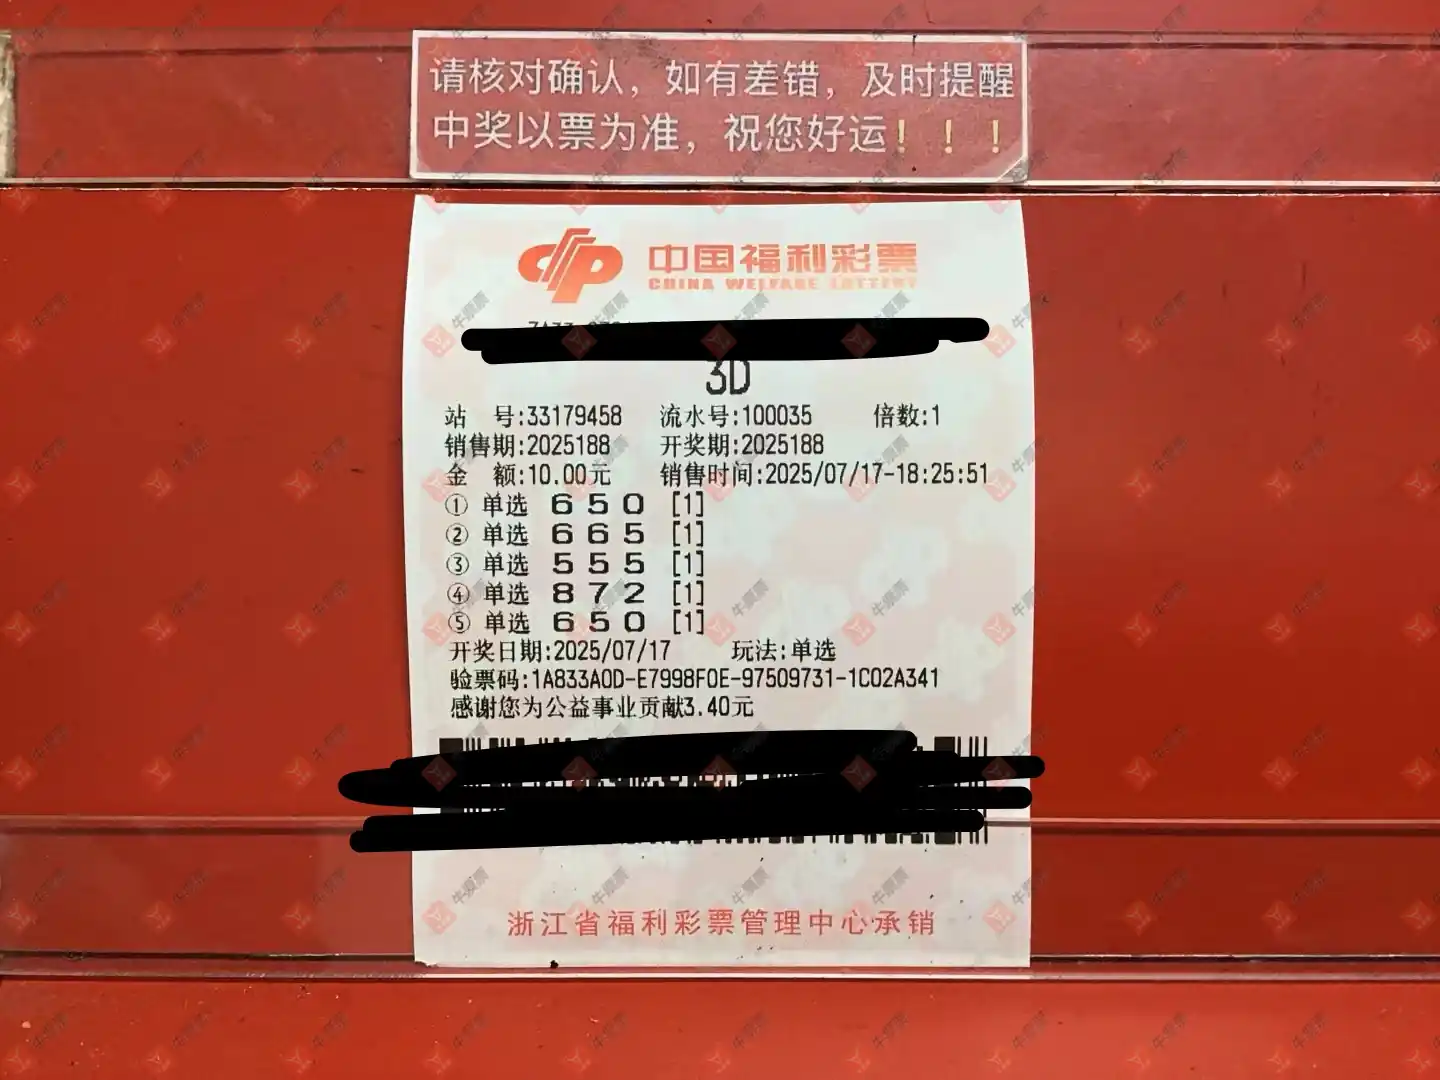 请核对确认，如有差错，及时提醒
中奖以票为准，祝您好运！！！
中国福利彩票
CHINA WELFARE LOTTERY
3D
站 号:33179458 流水号:100035 倍数:1
销售期:2025188 开奖期:2025188
金 额:10.00元 销售时间:2025/07/17-18:25:51
① 单选 6 5 0 [1]
② 单选 6 6 5 [1]
③ 单选 5 5 5 [1]
④ 单选 8 7 2 [1]
⑤ 单选 6 5 0 [1]
开奖日期:2025/07/17 玩法:单选
验票码:1A833A0D-E7998F0E-97509731-1C02A341
感谢您为公益事业贡献3.40元
浙江省福利彩票管理中心承销